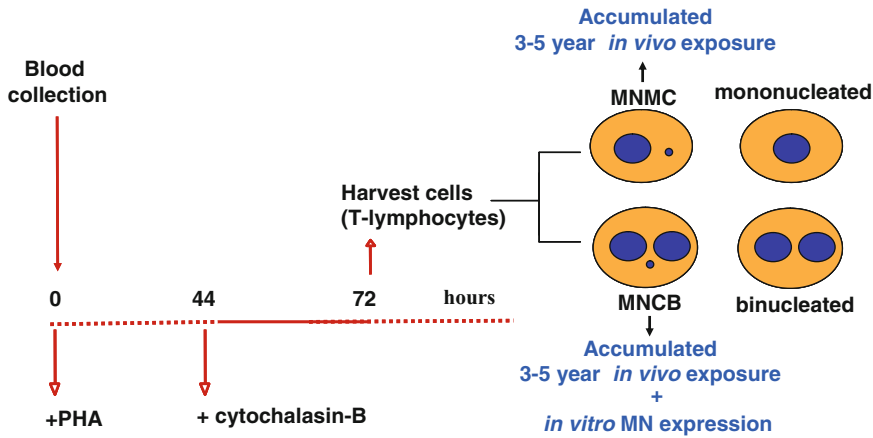 Accumulated
3-5 year in vivo exposure
Blood
collection
MNMC
mononucleated
Harvest cells
(T-lymphocytes)
0
44
72
hours
MNCB
binucleated
+PHA
+ cytochalasin-B
Accumulated
3-5 year in vivo exposure
+
in vitro MN expression